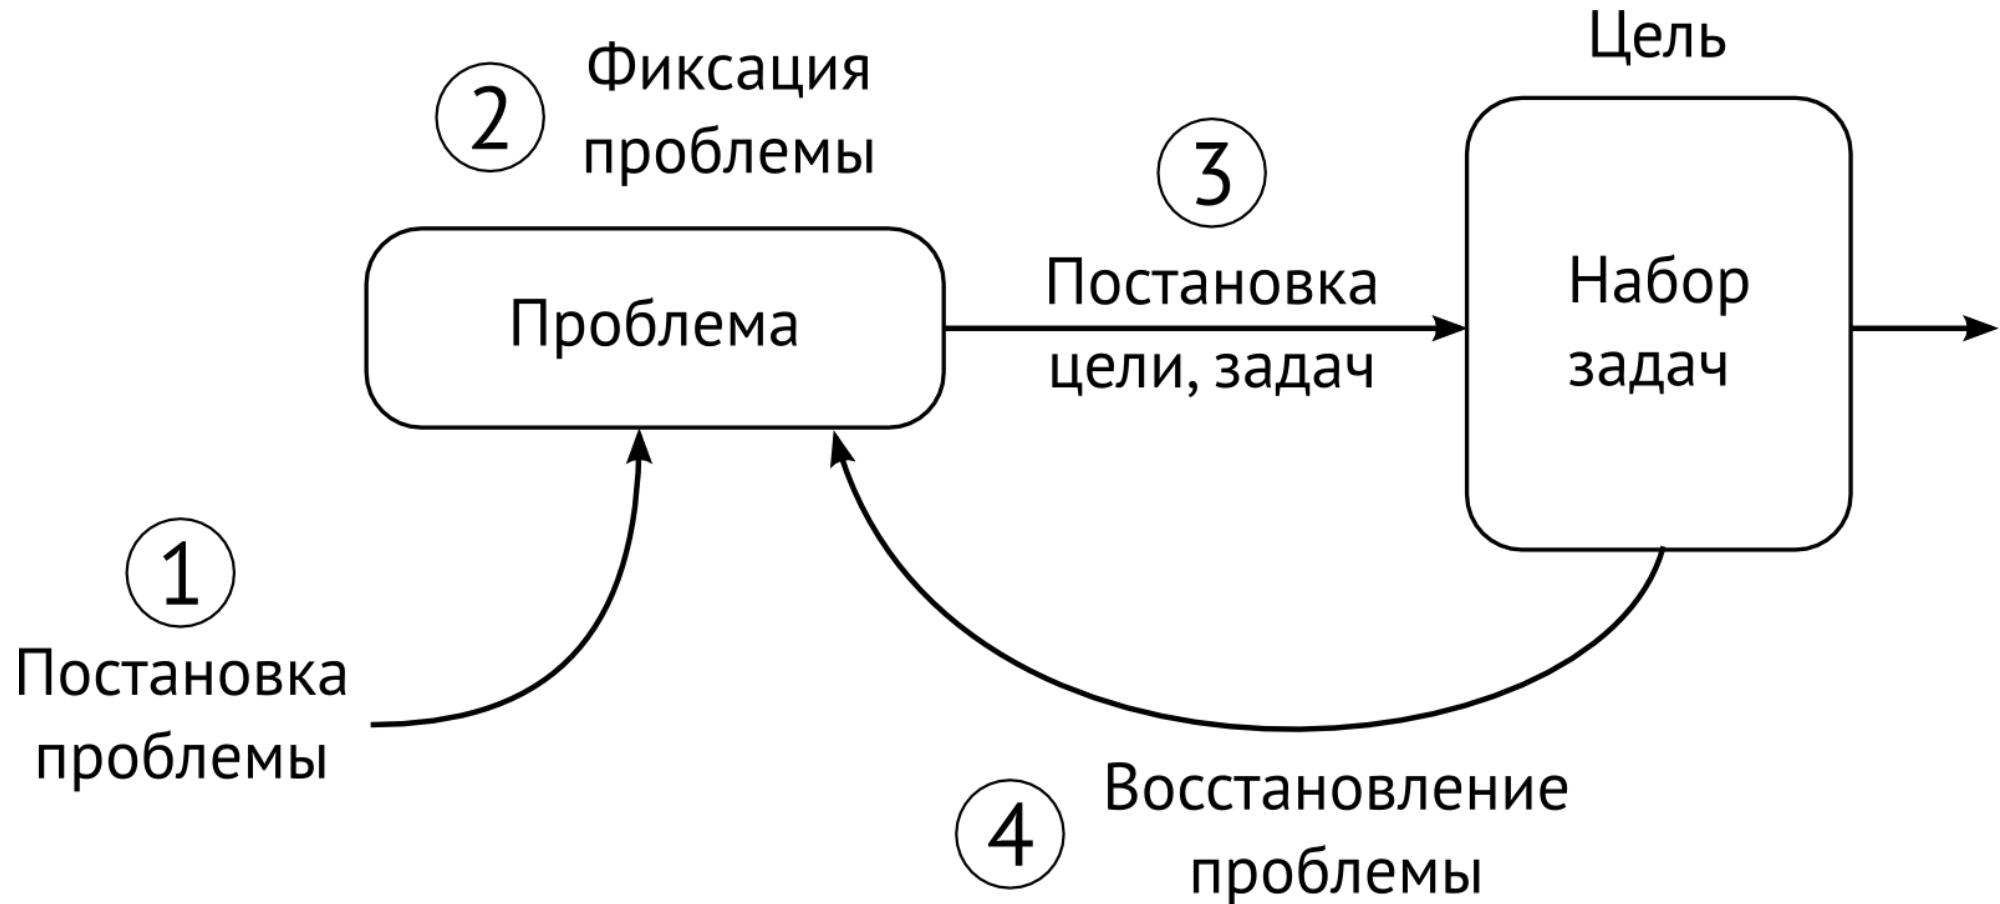 Цель
2
Фиксация
проблемы
3
Проблема
Постановка
цели, задач
Набор
задач
1
Постановка
проблемы
4
Восстановление
проблемы